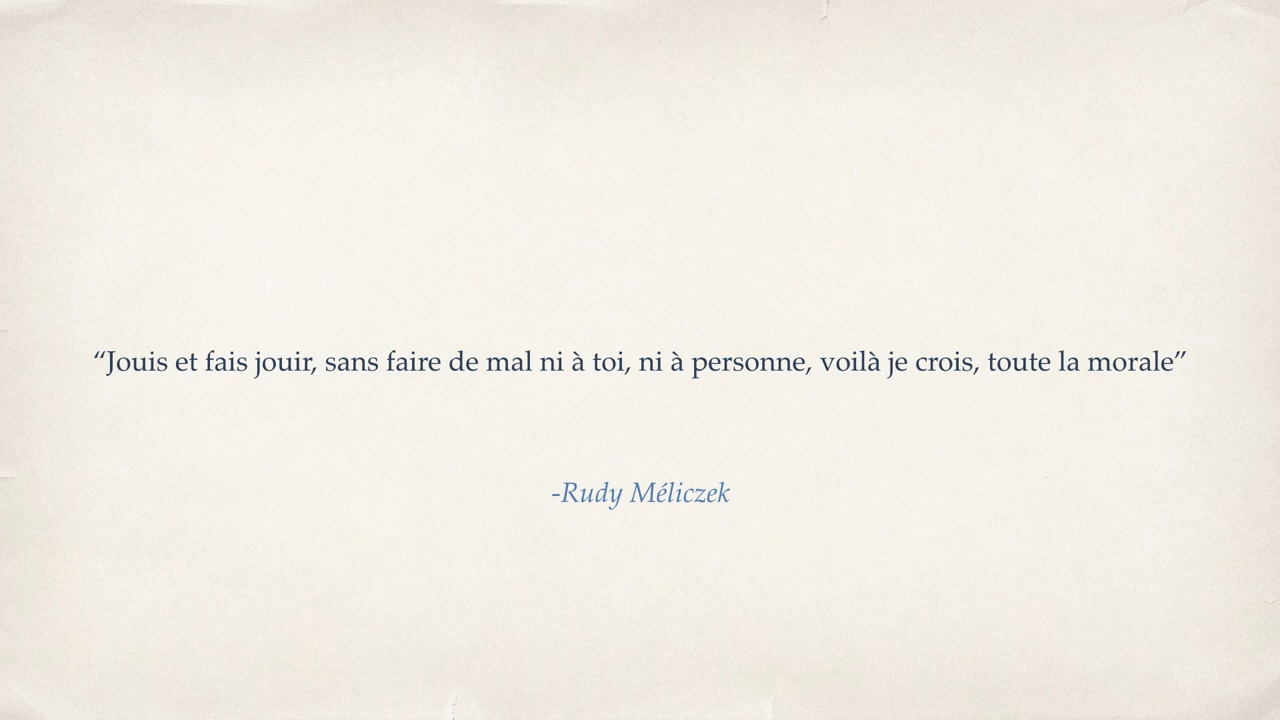 “Jouis et fais jouir, sans faire de mal ni à toi, ni à personne, voilà je crois, toute la morale”
-Rudy Méliczek